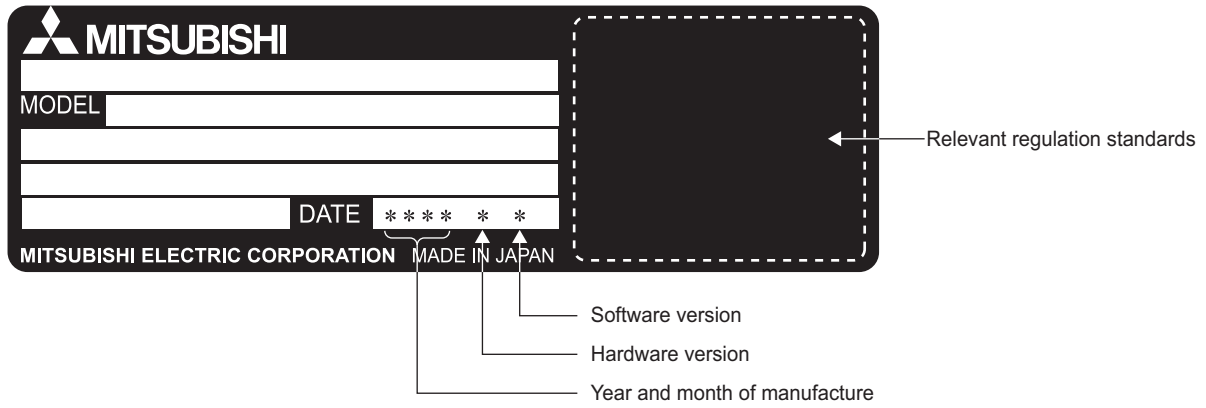 MITSUBISHI
MODEL
Relevant regulation standards
DATE **** * *
MITSUBISHI ELECTRIC CORPORATION MADE IN JAPAN
Software version
Hardware version
Year and month of manufacture